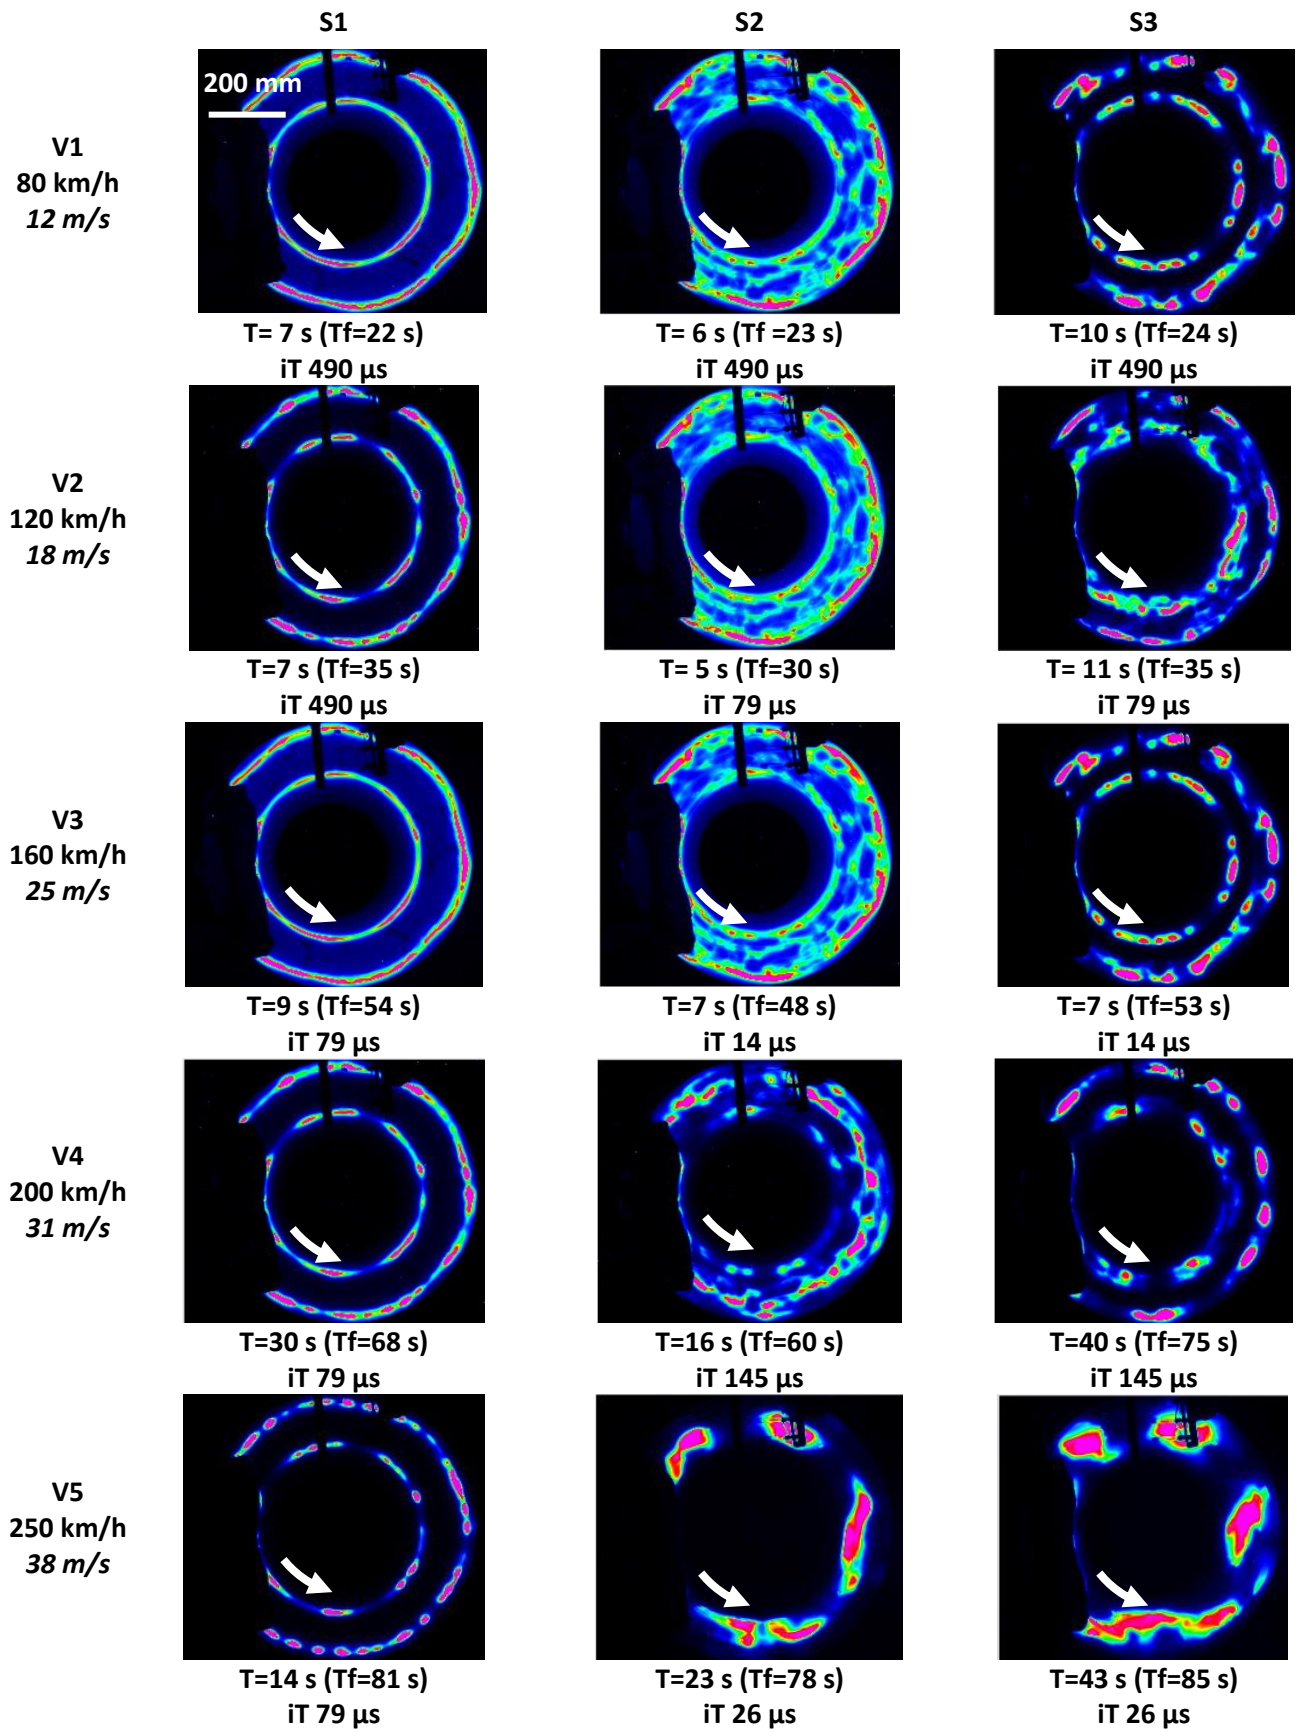 S1 S2 S3
200 mm
V1
80 km/h
12 m/s
T= 7 s (Tf=22 s) T= 6 s (Tf =23 s) T=10 s (Tf=24 s)
iT 490 µs iT 490 µs iT 490 µs
V2
120 km/h
18 m/s
T=7 s (Tf=35 s) T= 5 s (Tf=30 s) T= 11 s (Tf=35 s)
iT 490 µs iT 79 µs iT 79 µs
V3
160 km/h
25 m/s
T=9 s (Tf=54 s) T=7 s (Tf=48 s) T=7 s (Tf=53 s)
iT 79 µs iT 14 µs iT 14 µs
V4
200 km/h
31 m/s
T=30 s (Tf=68 s) T=16 s (Tf=60 s) T=40 s (Tf=75 s)
iT 79 µs iT 145 µs iT 145 µs
V5
250 km/h
38 m/s
T=14 s (Tf=81 s) T=23 s (Tf=78 s) T=43 s (Tf=85 s)
iT 79 µs iT 26 µs iT 26 µs